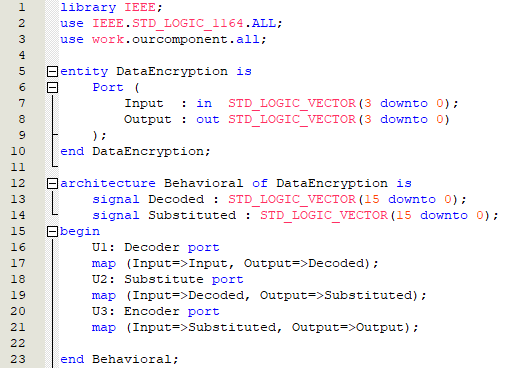 1 library IEEE;
2 use IEEE.STD_LOGIC_1164.ALL;
3 use work.ourcomponent.all;
4
5 entity DataEncryption is
6     Port (
7         Input  : in  STD_LOGIC_VECTOR(3 downto 0);
8         Output : out STD_LOGIC_VECTOR(3 downto 0)
9     );
10 end DataEncryption;
11
12 architecture Behavioral of DataEncryption is
13     signal Decoded : STD_LOGIC_VECTOR(15 downto 0);
14     signal Substituted : STD_LOGIC_VECTOR(15 downto 0);
15 begin
16     U1: Decoder port
17     map (Input=>Input, Output=>Decoded);
18     U2: Substitute port
19     map (Input=>Decoded, Output=>Substituted);
20     U3: Encoder port
21     map (Input=>Substituted, Output=>Output);
22
23 end Behavioral;